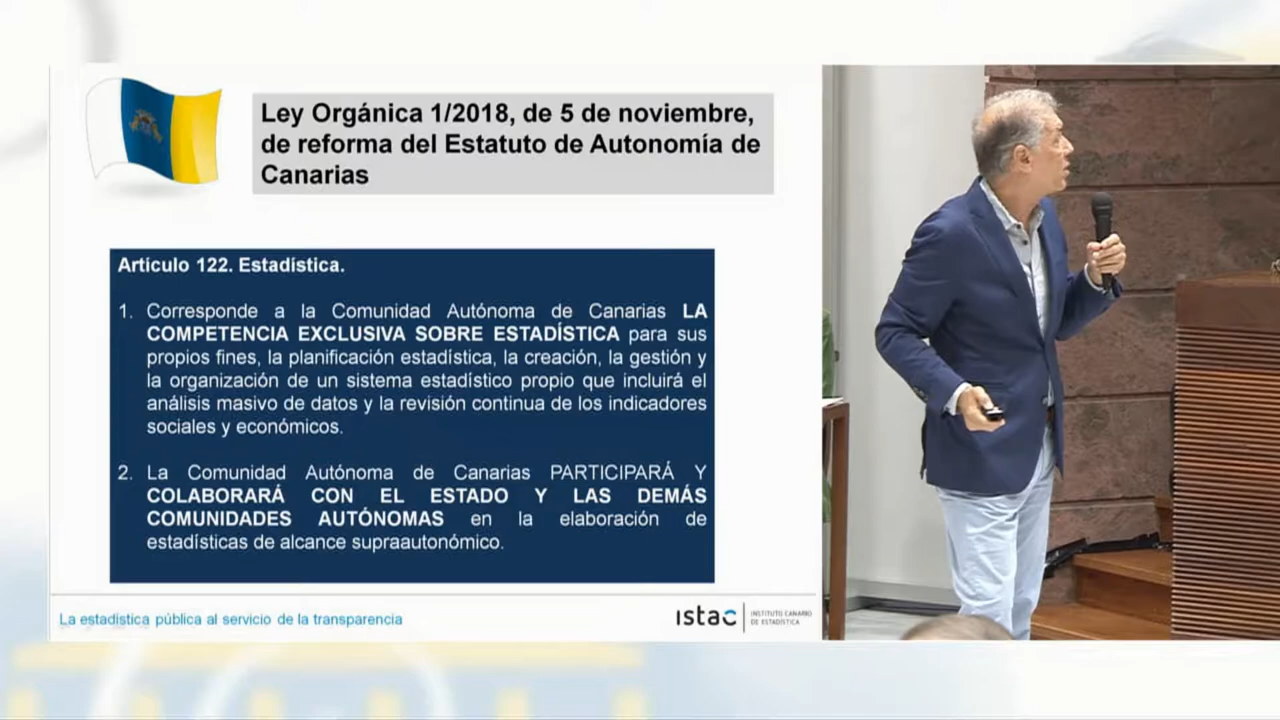 Ley Orgánica 1/2018, de 5 de noviembre,
de reforma del Estatuto de Autonomía de
Canarias
Artículo 122. Estadística.
1. Corresponde a la Comunidad Autónoma de Canarias LA
COMPETENCIA EXCLUSIVA SOBRE ESTADÍSTICA para sus
propios fines, la planificación estadística, la creación, la gestión y
la organización de un sistema estadístico propio que incluirá el
análisis masivo de datos y la revisión continua de los indicadores
sociales y económicos.
2. La Comunidad Autónoma de Canarias PARTICIPARÁ Y
COLABORARÁ CON EL ESTADO Y LAS DEMÁS
COMUNIDADES AUTÓNOMAS en la elaboración de
estadísticas de alcance supraautonómico.
La estadística pública al servicio de la transparencia
istac
INSTITUTO CANARIO
DE ESTADÍSTICA